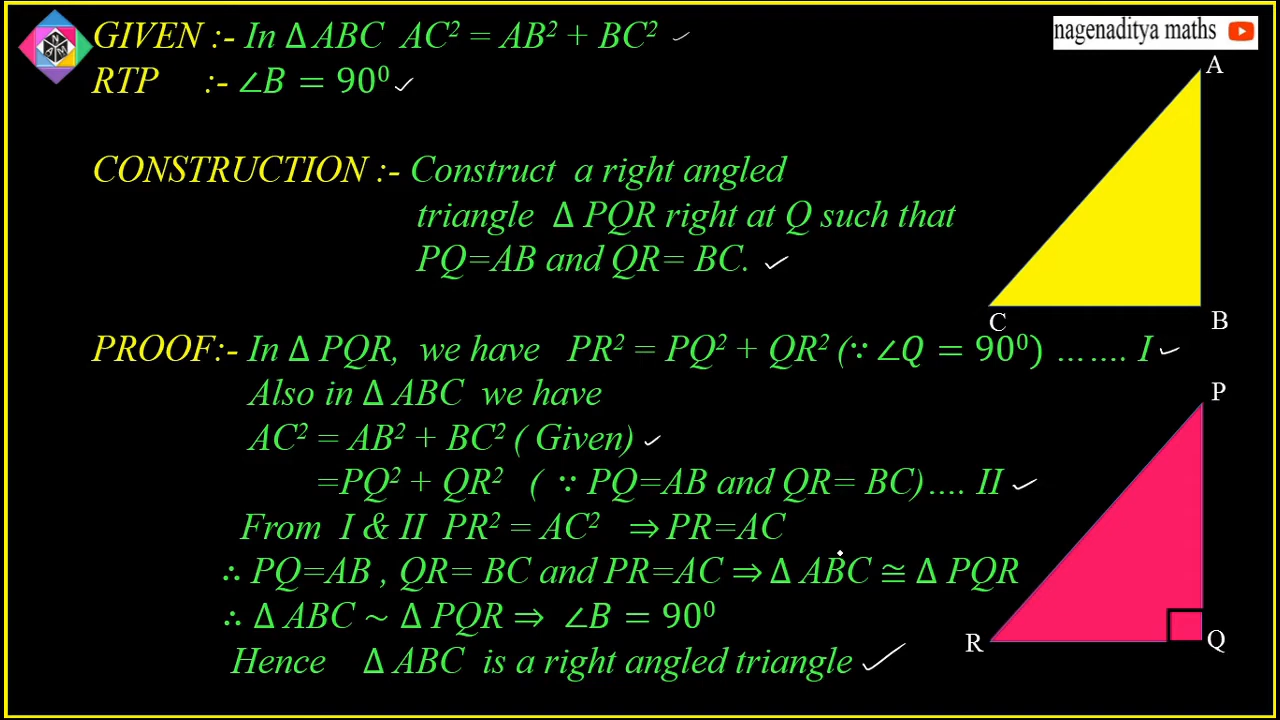 GIVEN :- In Δ ABC AC² = AB² + BC²
nagenaditya maths
RTP :- ∠B = 90⁰
CONSTRUCTION :- Construct a right angled
triangle Δ PQR right at Q such that
PQ=AB and QR= BC.
A
C
B
PROOF:- In Δ PQR, we have PR² = PQ² + QR² (∵ ∠Q = 90⁰) ....... I
Also in Δ ABC we have
AC² = AB² + BC² ( Given)
=PQ² + QR² ( ∵ PQ=AB and QR= BC).... II
From I & II PR² = AC² ⇒ PR=AC
∴ PQ=AB , QR= BC and PR=AC ⇒ Δ ABC ≅ Δ PQR
∴ Δ ABC ~ Δ PQR ⇒ ∠B = 90⁰
Hence Δ ABC is a right angled triangle
P
R
Q